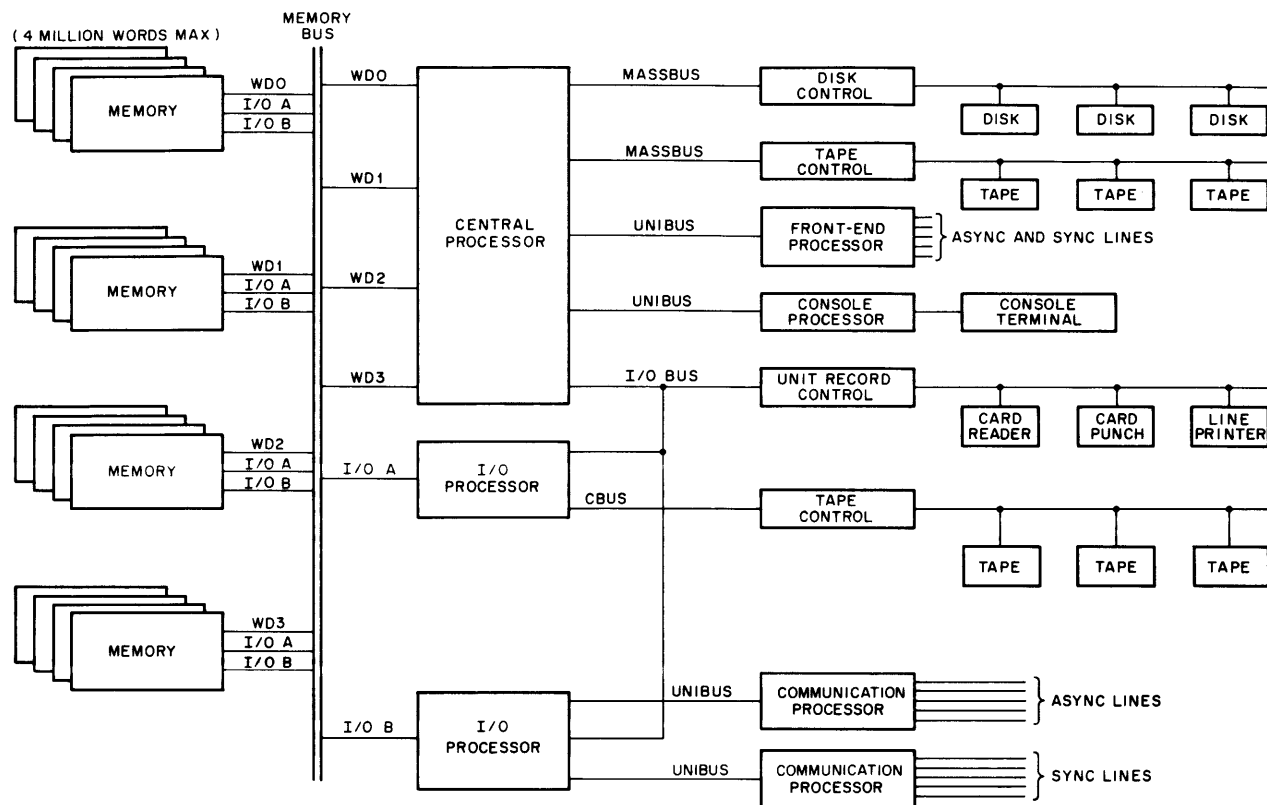 (4 MILLION WORDS MAX)
MEMORY
BUS
MEMORY
WD0
I/O A
I/O B
WD0
CENTRAL
PROCESSOR
MASSBUS
DISK
CONTROL
DISK
DISK
DISK
WD1
MASSBUS
TAPE
CONTROL
TAPE
TAPE
TAPE
MEMORY
WD1
I/O A
I/O B
WD2
UNIBUS
FRONT-END
PROCESSOR
ASYNC AND SYNC LINES
UNIBUS
CONSOLE
PROCESSOR
CONSOLE
TERMINAL
WD3
I/O BUS
UNIT RECORD
CONTROL
CARD
READER
CARD
PUNCH
LINE
PRINTER
MEMORY
WD2
I/O A
I/O B
I/O A
I/O
PROCESSOR
CBUS
TAPE
CONTROL
TAPE
TAPE
TAPE
MEMORY
WD3
I/O A
I/O B
I/O B
I/O
PROCESSOR
UNIBUS
COMMUNICATION
PROCESSOR
ASYNC LINES
UNIBUS
COMMUNICATION
PROCESSOR
SYNC LINES